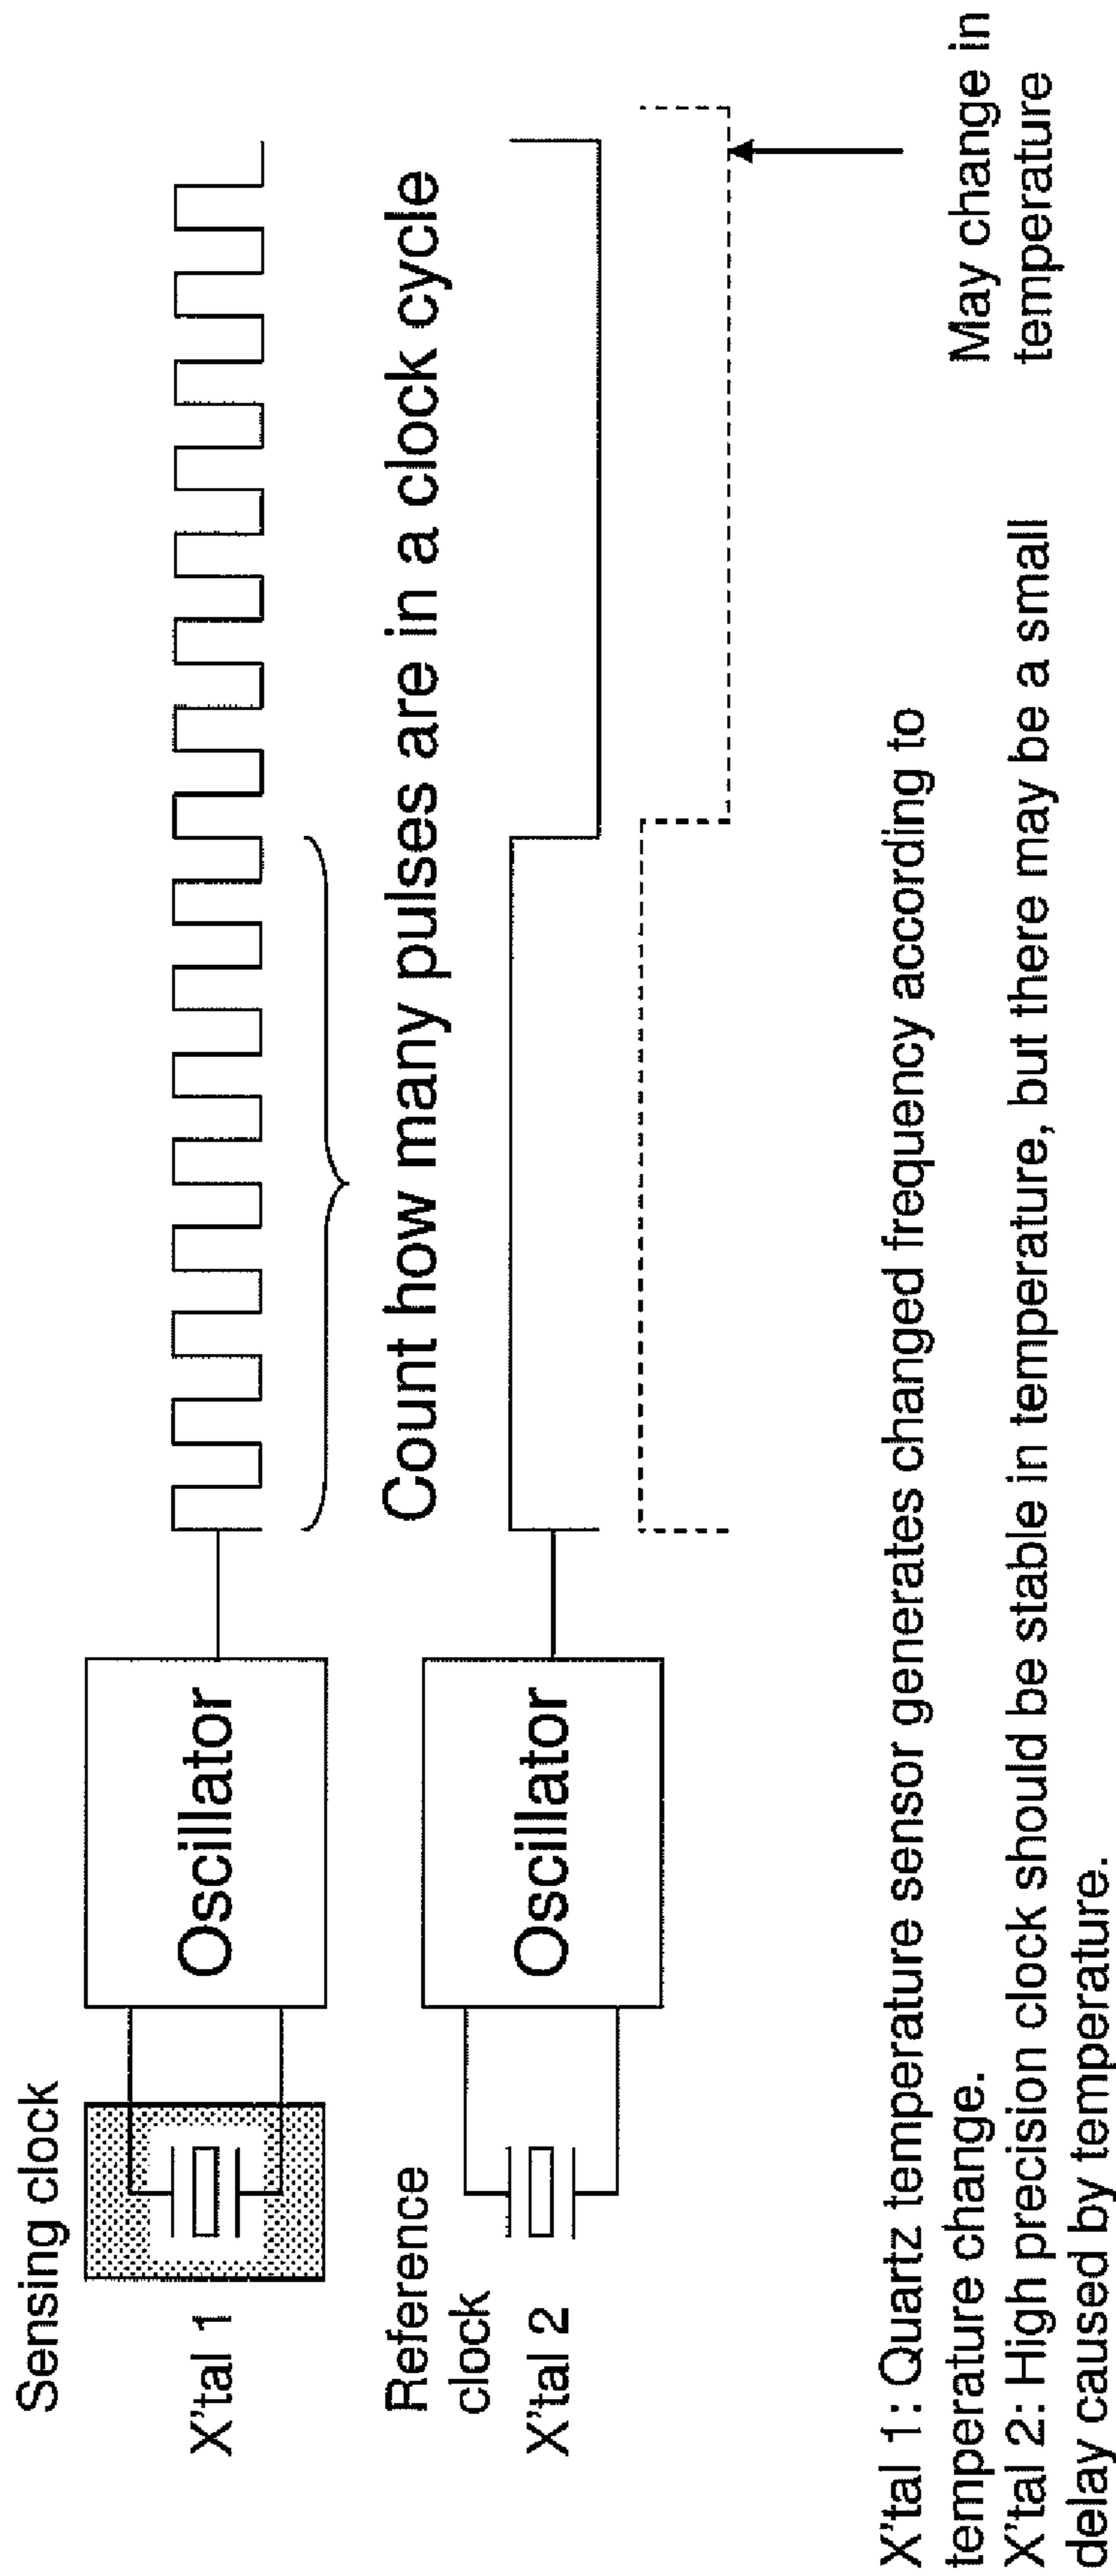 Sensing clock
X'tal 1
Oscillator
Count how many pulses are in a clock cycle
Reference
clock
X'tal 2
Oscillator
May change in
temperature
X'tal 1: Quartz temperature sensor generates changed frequency according to
temperature change.
X'tal 2: High precision clock should be stable in temperature, but there may be a small
delay caused by temperature.